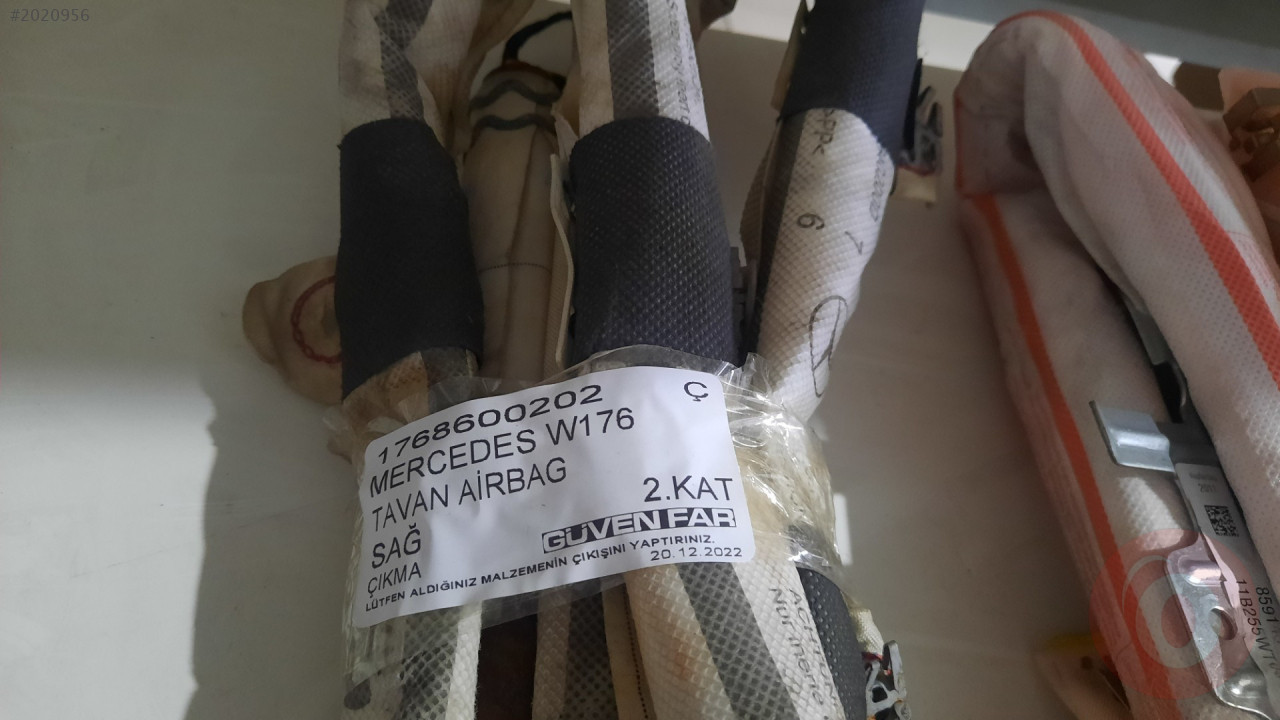 #2020956
6
1768600202
Ç
MERCEDES W176
TAVAN AİRBAG
2.KAT
SAĞ
GÜVEN FAR
ÇIKMA
LÜTFEN ALDIĞINIZ MALZEMENİN ÇIKIŞINI YAPTIRINIZ.
20.12.2022